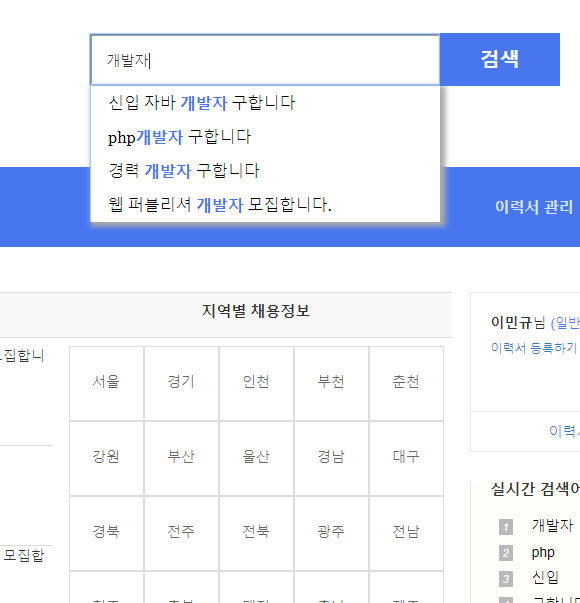 개발자
검색
신입 자바 개발자 구합니다
php개발자 구합니다
경력 개발자 구합니다
웹 퍼블리셔 개발자 모집합니다.
이력서 관리
지역별 채용정보
집합니
모집합
서울 경기 인천 부천 춘천
강원 부산 울산 경남 대구
경북 전주 전북 광주 전남
이민규님 (일반
이력서 등록하기
이력
실시간 검색어
1 개발자
2 php
3 신입
4